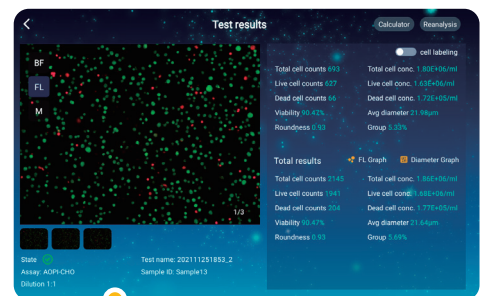 Test results
Calculator
Reanalysis
BF
FL
M
1/3
cell labeling
Total cell counts 693
Total cell conc. 1.80E+06/ml
Live cell counts 627
Live cell conc. 1.63E+06/ml
Dead cell counts 66
Dead cell conc. 1.72E+05/ml
Viability 90.47%
Avg diameter 21.98μm
Roundness 0.93
Group 5.33%
Total results
FL Graph
Diameter Graph
Total cell counts 2145
Total cell conc. 1.86E+06/ml
Live cell counts 1941
Live cell conc. 1.68E+06/ml
Dead cell counts 204
Dead cell conc. 1.77E+05/ml
Viability 90.47%
Avg diameter 21.64μm
Roundness 0.93
Group 5.69%
State
Test name: 202111251853_2
Assay: AOPI-CHO
Sample ID: Sample13
Dilution 1:1